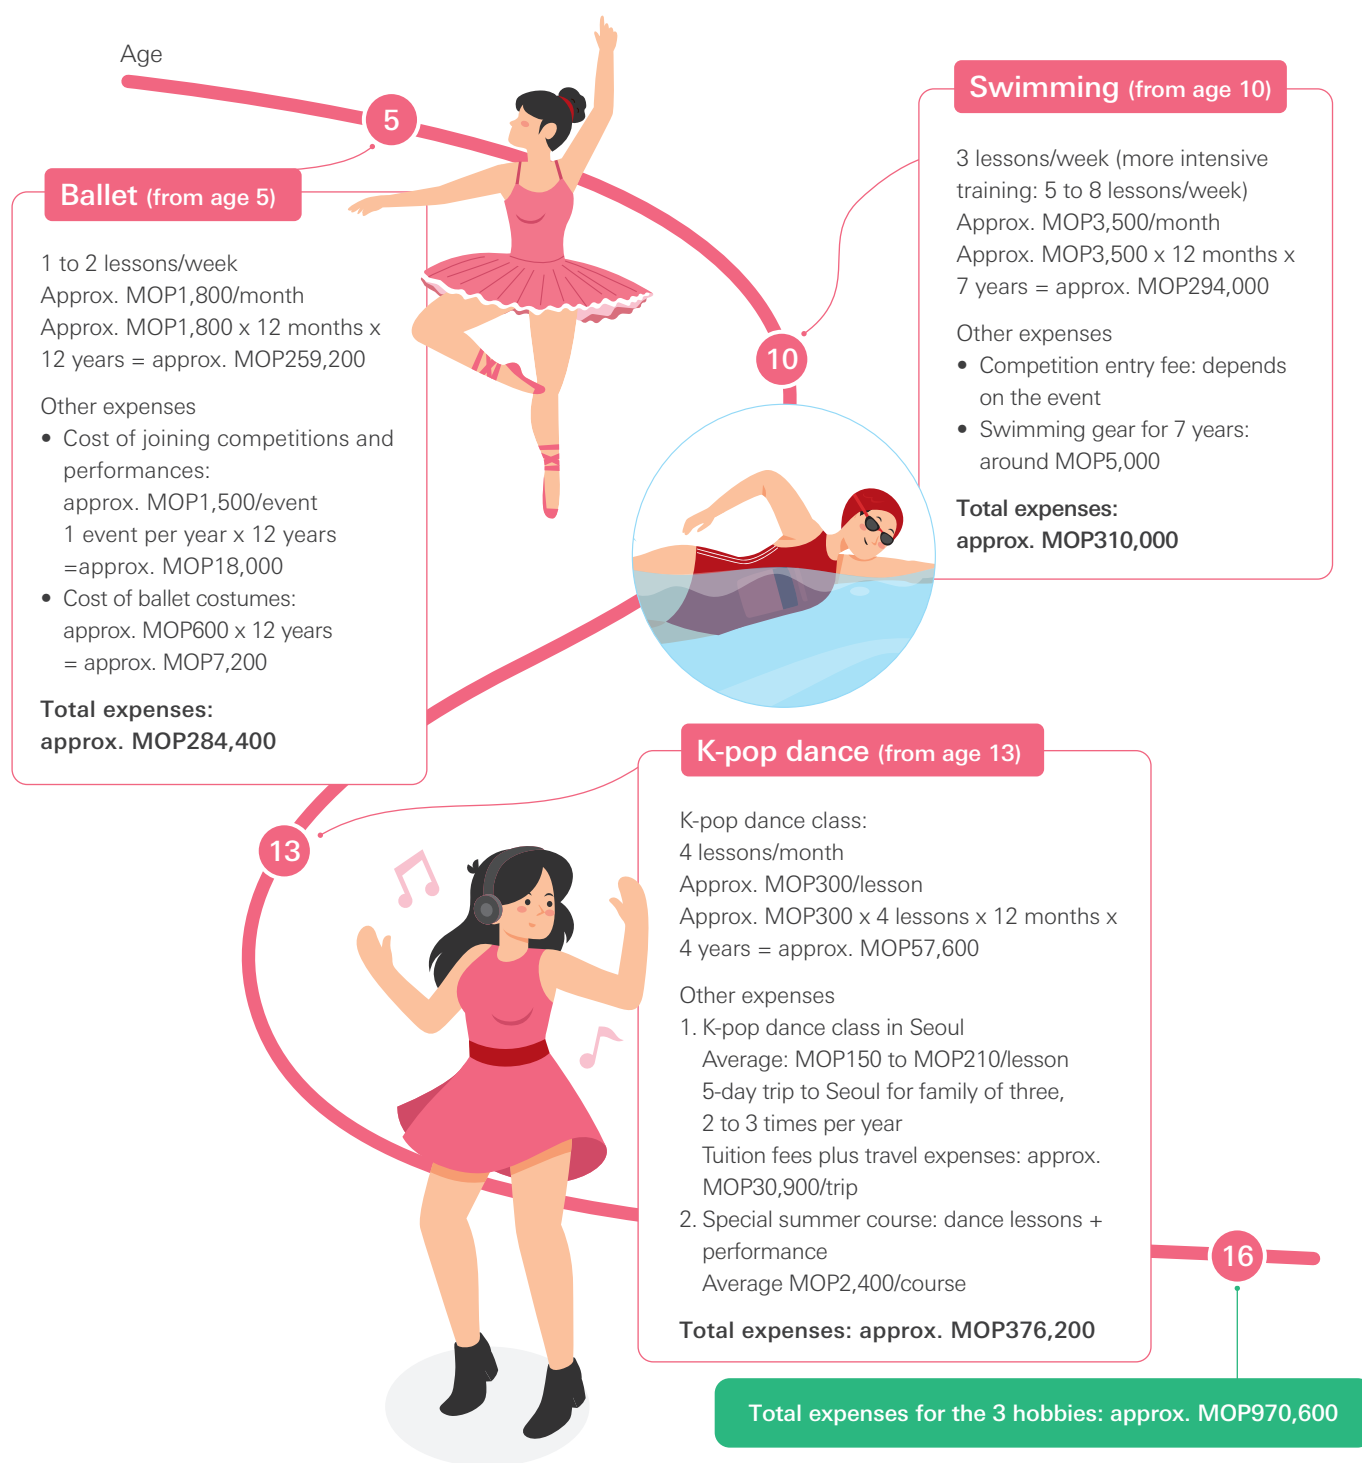 Age
5
Ballet (from age 5)
1 to 2 lessons/week
Approx. MOP1,800/month
Approx. MOP1,800 x 12 months x
12 years = approx. MOP259,200
Other expenses
• Cost of joining competitions and
performances:
approx. MOP1,500/event
1 event per year x 12 years
=approx. MOP18,000
• Cost of ballet costumes:
approx. MOP600 x 12 years
= approx. MOP7,200
Total expenses:
approx. MOP284,400
10
Swimming (from age 10)
3 lessons/week (more intensive
training: 5 to 8 lessons/week)
Approx. MOP3,500/month
Approx. MOP3,500 x 12 months x
7 years = approx. MOP294,000
Other expenses
• Competition entry fee: depends
on the event
• Swimming gear for 7 years:
around MOP5,000
Total expenses:
approx. MOP310,000
13
K-pop dance (from age 13)
K-pop dance class:
4 lessons/month
Approx. MOP300/lesson
Approx. MOP300 x 4 lessons x 12 months x
4 years = approx. MOP57,600
Other expenses
1. K-pop dance class in Seoul
Average: MOP150 to MOP210/lesson
5-day trip to Seoul for family of three,
2 to 3 times per year
Tuition fees plus travel expenses: approx.
MOP30,900/trip
2. Special summer course: dance lessons +
performance
Average MOP2,400/course
Total expenses: approx. MOP376,200
16
Total expenses for the 3 hobbies: approx. MOP970,600